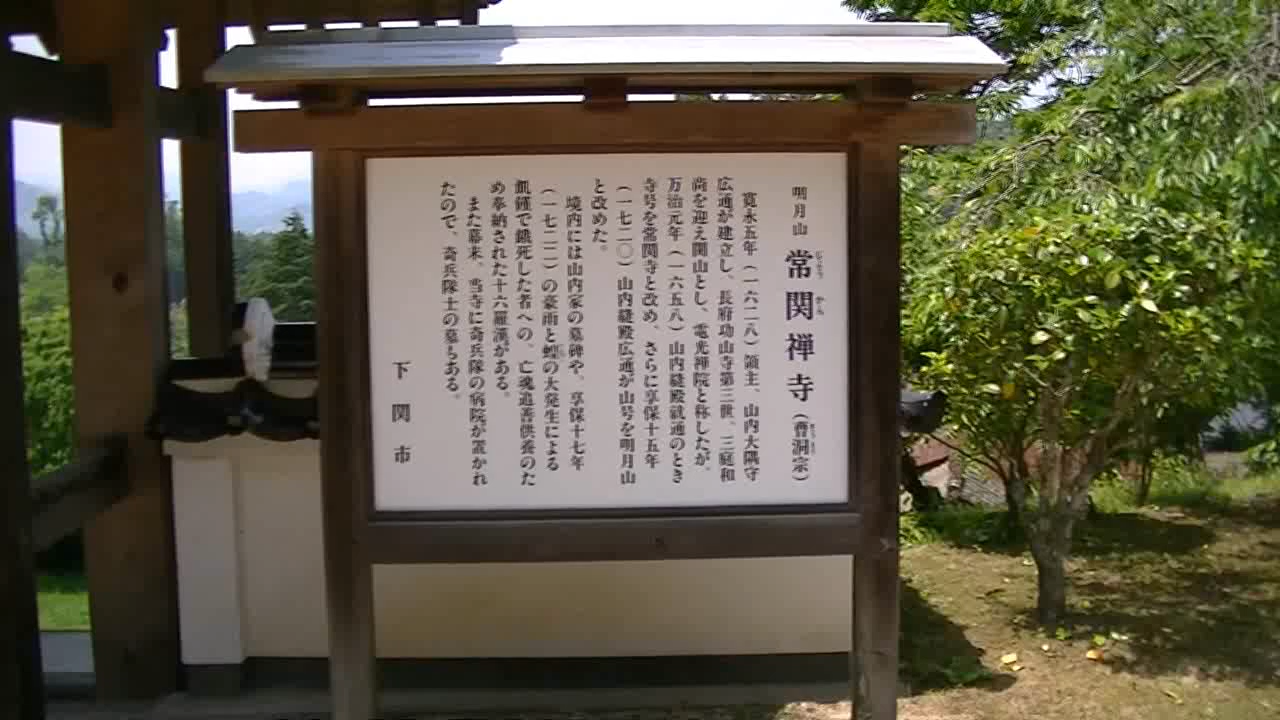 明月山 常関禅寺（曹洞宗）
寛永五年（一六二八）領主、山内大隅守
広通が建立し、長府功山寺第三世、三庭和
尚を迎え開山とし、電光禅院と称したが、
万治元年（一六五八）山内縫殿就通のとき
寺号を常関寺と改め、さらに享保十五年
（一七三〇）山内縫殿広通が山号を明月山
と改めた。
境内には山内家の墓碑や、享保十七年
（一七三二）の豪雨と蝗の大発生による
飢饉で餓死した者への、亡魂追善供養のた
め奉納された十六羅漢がある。
また幕末、当寺に奇兵隊の病院が置かれ
たので、奇兵隊士の墓もある。
下関市